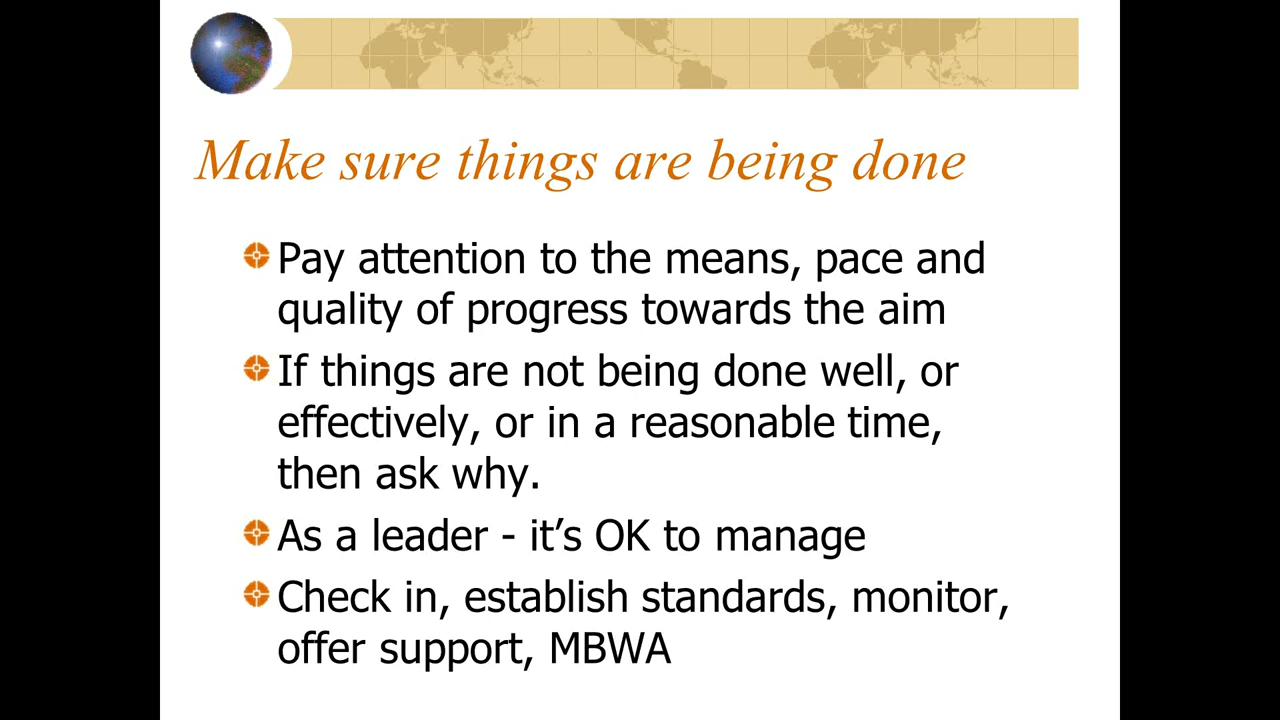 Make sure things are being done
Pay attention to the means, pace and
quality of progress towards the aim
If things are not being done well, or
effectively, or in a reasonable time,
then ask why.
As a leader - it’s OK to manage
Check in, establish standards, monitor,
offer support, MBWA